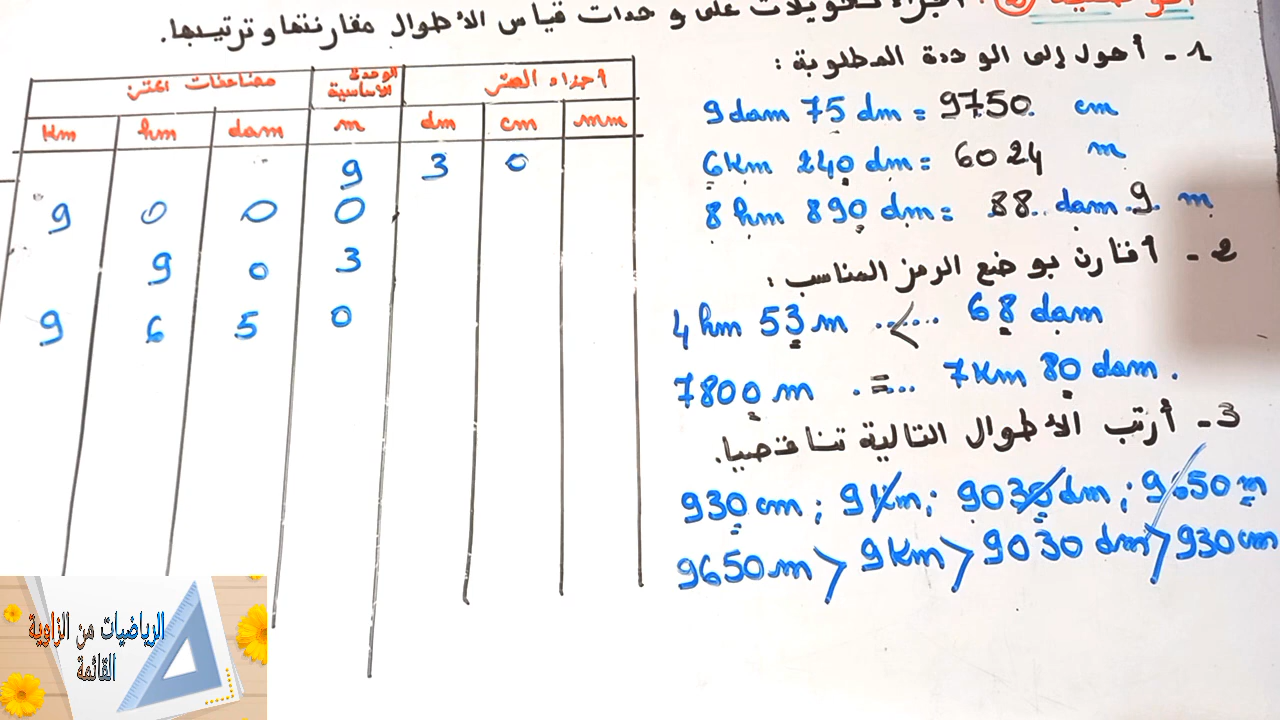 إجراء تحويلات على وحدات قياس الأطوال مقارنتها وترتيبها.
1 - أحول إلى الوحدة المطلوبة :
9 dam 75 dm = 9750 cm
6 Km 240 dm = 6024 m
8 hm 890 dm = 88 dam 9 m
2 - أقارن بوضع الرمز المناسب :
4 hm 53 m ...<... 68 dam
7800 m .=... 7 Km 80 dam .
3 - أرتب الأطوال التالية تناقصيا.
930 cm ; 9 Km ; 9030 dm ; 9650 m
9650 m > 9 Km > 9030 dm > 930 cm
أجزاء المتر الوحدة الأساسية مضاعفات المتر
Km hm dam m dm cm mm
9 3 0
9 0 0 0
9 0 3
9 6 5 0
الرياضيات من الزاوية
القائمة